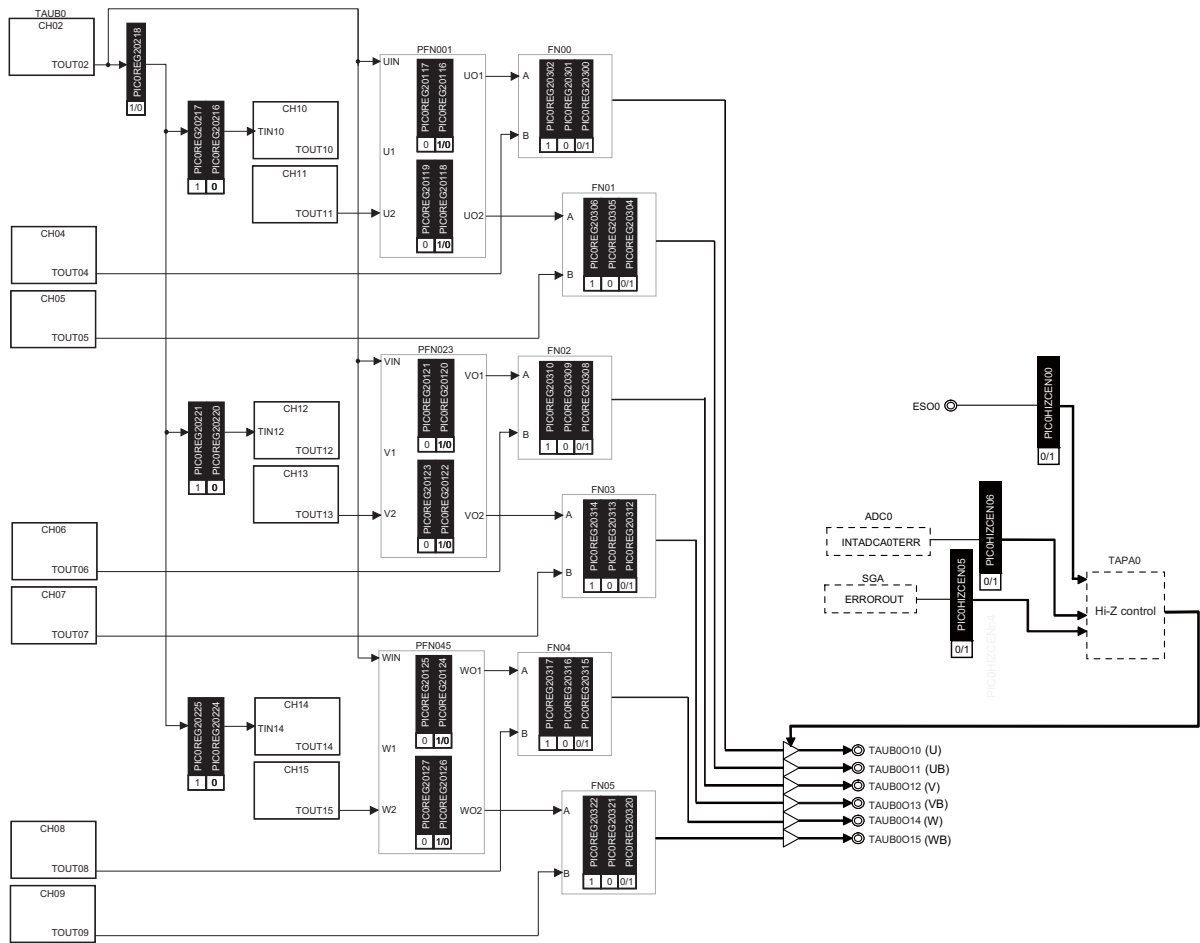 TAUB0
CH02
TOUT02
PIC0REG20218
1/0
PIC0REG20217
PIC0REG20216
1 0
CH10
TIN10
TOUT10
CH11
TOUT11
CH04
TOUT04
CH05
TOUT05
PFN001
UIN
U1
U2
PIC0REG20117
PIC0REG20116
0 1/0
PIC0REG20119
PIC0REG20118
0 1/0
UO1
UO2
FN00
A
B
PIC0REG20302
PIC0REG20301
PIC0REG20300
1 0 0/1
FN01
A
B
PIC0REG20306
PIC0REG20305
PIC0REG20304
1 0 0/1
PIC0REG20221
PIC0REG20220
1 0
CH12
TIN12
TOUT12
CH13
TOUT13
CH06
TOUT06
CH07
TOUT07
PFN023
VIN
V1
V2
PIC0REG20121
PIC0REG20120
0 1/0
PIC0REG20123
PIC0REG20122
0 1/0
VO1
VO2
FN02
A
B
PIC0REG20310
PIC0REG20309
PIC0REG20308
1 0 0/1
FN03
A
B
PIC0REG20314
PIC0REG20313
PIC0REG20312
1 0 0/1
PIC0REG20225
PIC0REG20224
1 0
CH14
TIN14
TOUT14
CH15
TOUT15
CH08
TOUT08
CH09
TOUT09
PFN045
WIN
W1
W2
PIC0REG20125
PIC0REG20124
0 1/0
PIC0REG20127
PIC0REG20126
0 1/0
WO1
WO2
FN04
A
B
PIC0REG20317
PIC0REG20316
PIC0REG20315
1 0 0/1
FN05
A
B
PIC0REG20322
PIC0REG20321
PIC0REG20320
1 0 0/1
ESO0
PIC0HIZCEN00
0/1
ADC0
INTADCA0TERR
PIC0HIZCEN06
0/1
SGA
ERROROUT
PIC0HIZCEN05
0/1
PIC0HIZCEN04
TAPA0
Hi-Z control
TAUB0O10 (U)
TAUB0O11 (UB)
TAUB0O12 (V)
TAUB0O13 (VB)
TAUB0O14 (W)
TAUB0O15 (WB)